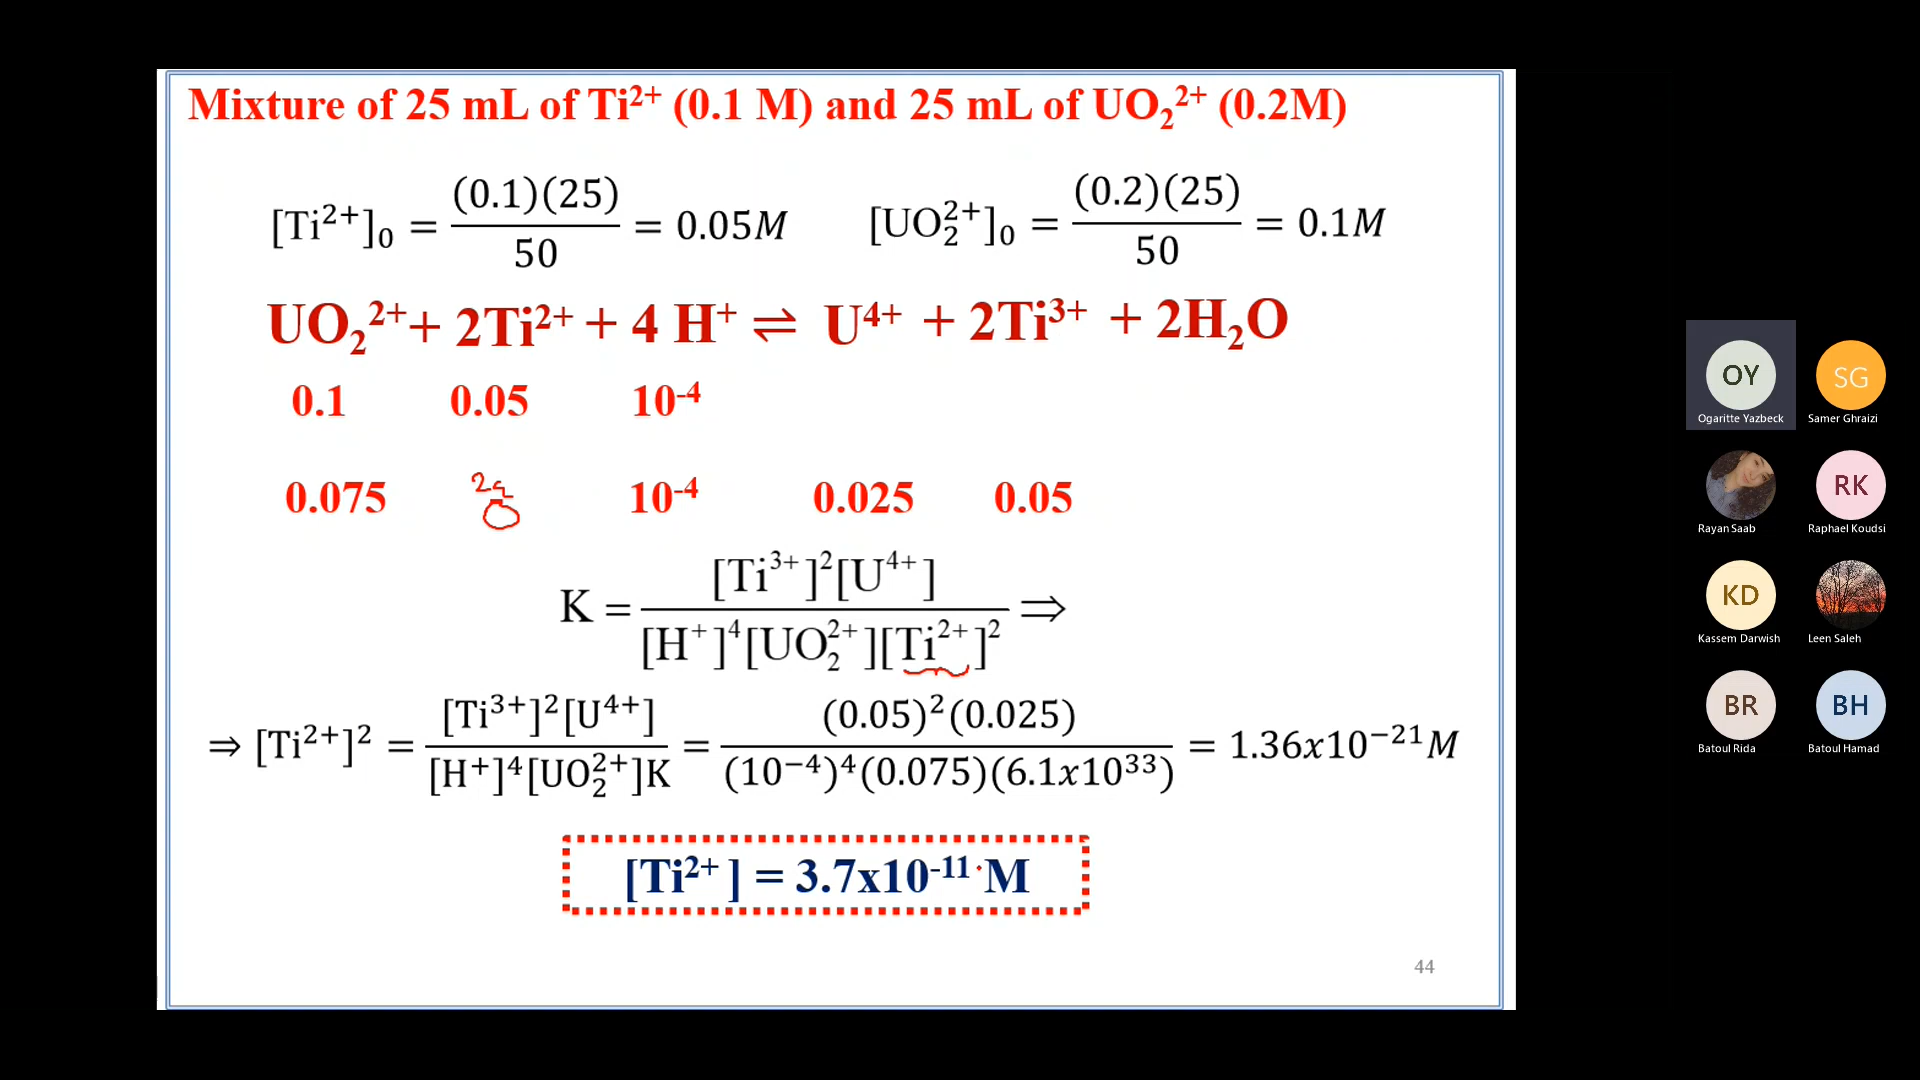 Mixture of 25 mL of Ti²⁺ (0.1 M) and 25 mL of UO₂²⁺ (0.2M)
[Ti²⁺]₀ = (0.1)(25) / 50 = 0.05M [UO₂²⁺]₀ = (0.2)(25) / 50 = 0.1M
UO₂²⁺ + 2Ti²⁺ + 4 H⁺ ⇌ U⁴⁺ + 2Ti³⁺ + 2H₂O
0.1 0.05 10⁻⁴
0.075 10⁻⁴ 0.025 0.05
K = [Ti³⁺]²[U⁴⁺] / [H⁺]⁴[UO₂²⁺][Ti²⁺]² ⇒
⇒ [Ti²⁺]² = [Ti³⁺]²[U⁴⁺] / [H⁺]⁴[UO₂²⁺]K = (0.05)²(0.025) / (10⁻⁴)⁴(0.075)(6.1x10³³) = 1.36x10⁻²¹M
[Ti²⁺ ] = 3.7x10⁻¹¹ M
44
OY SG
Ogaritte Yazbeck Samer Ghraizi
RK
Rayan Saab Raphael Koudsi
KD
Kassem Darwish Leen Saleh
BR BH
Batoul Rida Batoul Hamad